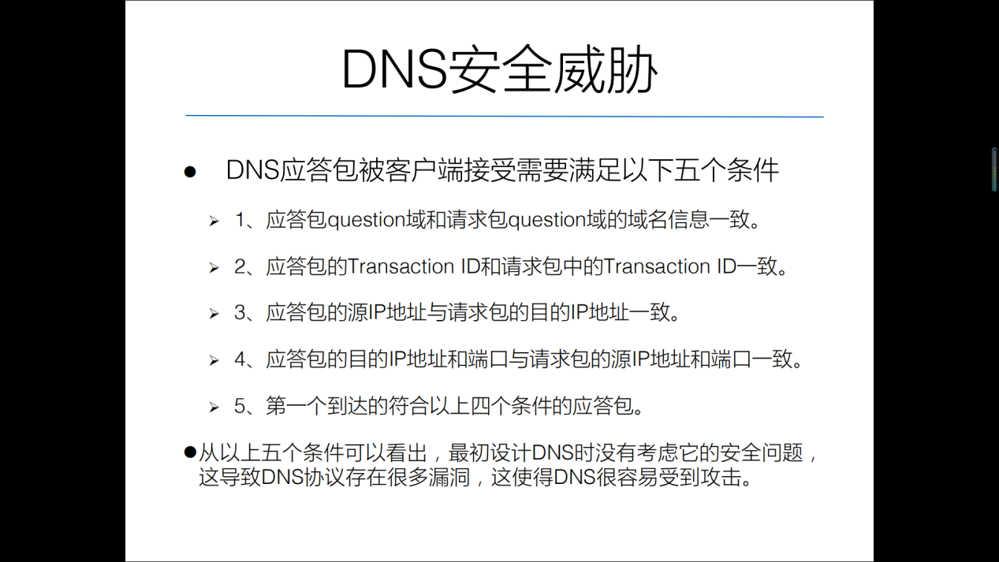 DNS安全威胁
● DNS应答包被客户端接受需要满足以下五个条件
➢ 1、应答包question域和请求包question域的域名信息一致。
➢ 2、应答包的Transaction ID和请求包中的Transaction ID一致。
➢ 3、应答包的源IP地址与请求包的目的IP地址一致。
➢ 4、应答包的目的IP地址和端口与请求包的源IP地址和端口一致。
➢ 5、第一个到达的符合以上四个条件的应答包。
●从以上五个条件可以看出，最初设计DNS时没有考虑它的安全问题，
这导致DNS协议存在很多漏洞，这使得DNS很容易受到攻击。